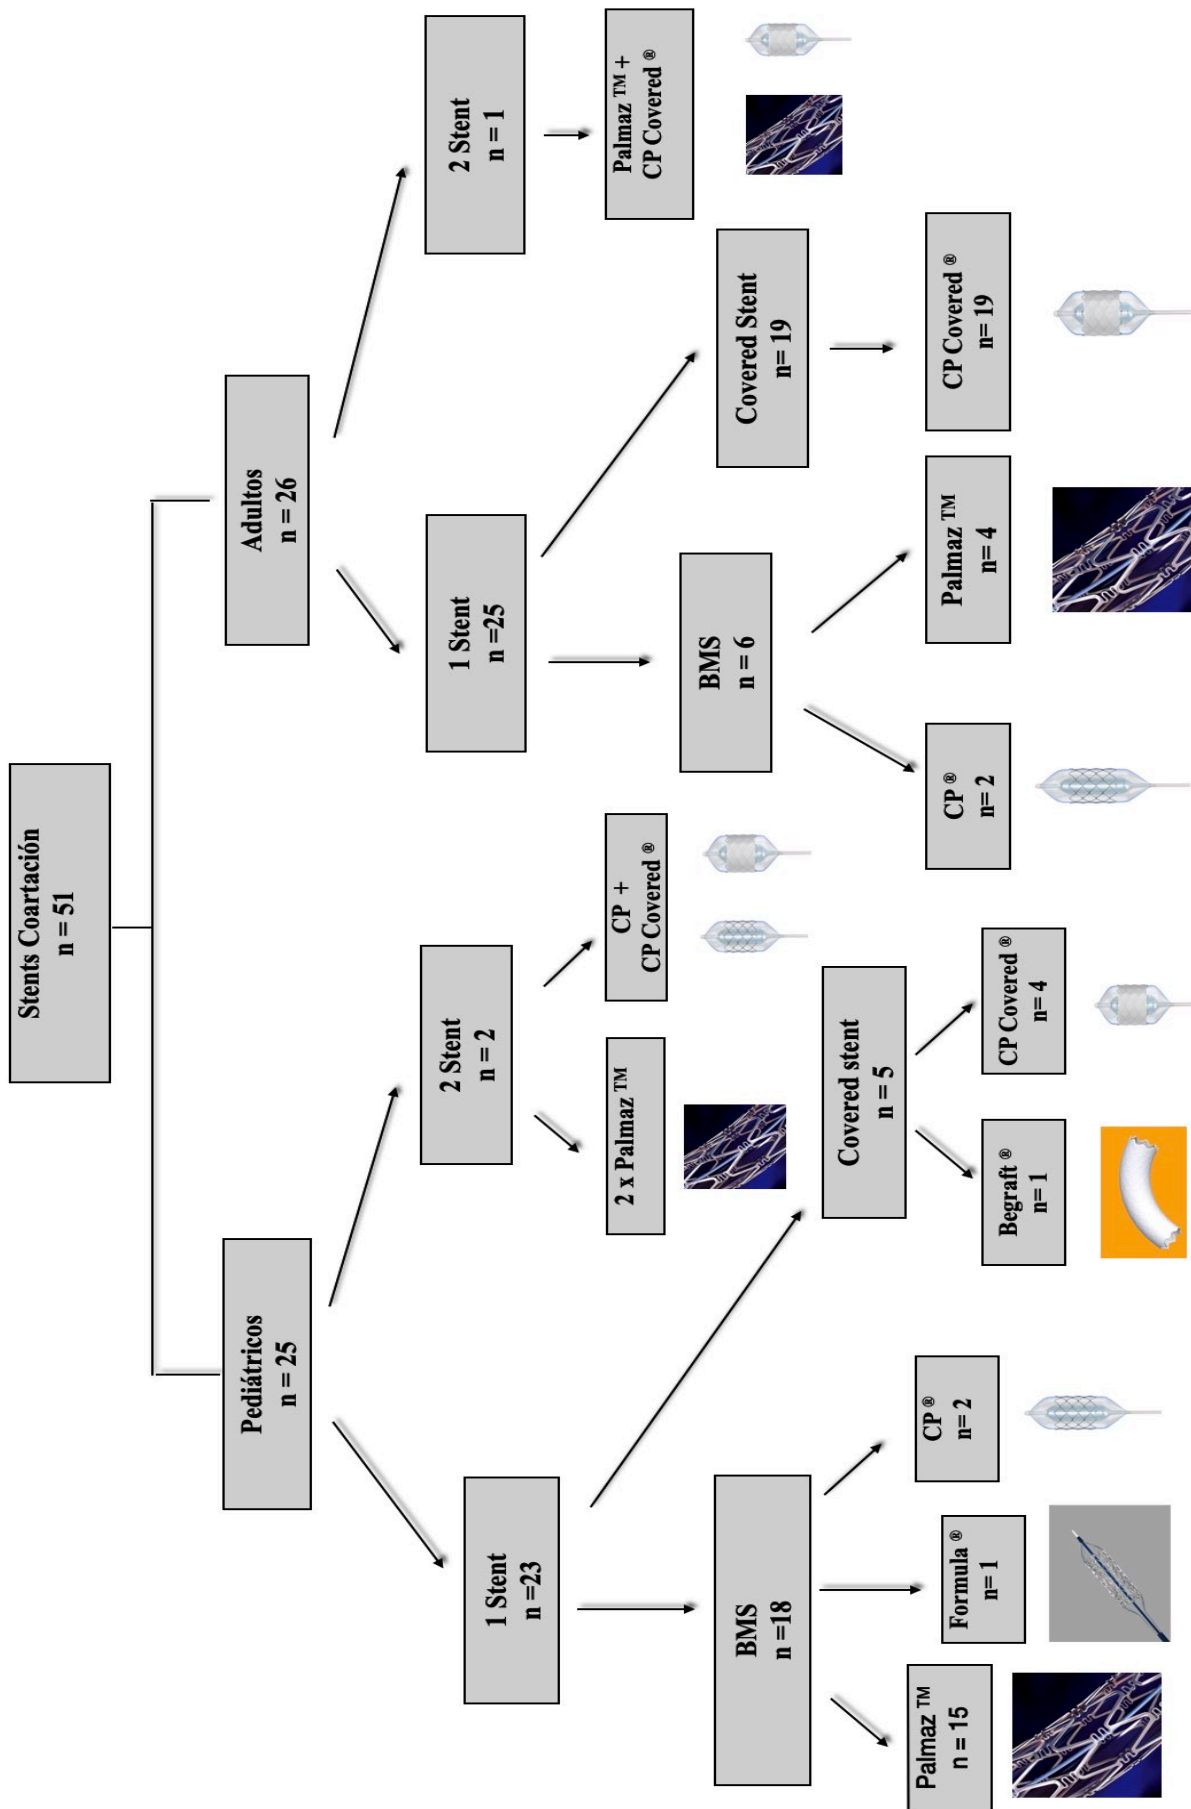 Stents Coartación
n = 51
Pediátricos
n = 25
Adultos
n = 26
1 Stent
n =23
2 Stent
n = 2
1 Stent
n =25
2 Stent
n = 1
2 x Palmaz ™
CP +
CP Covered ®
Palmaz ™ +
CP Covered ®
BMS
n =18
Covered stent
n = 5
BMS
n = 6
Covered Stent
n= 19
Palmaz ™
n = 15
Formula ®
n= 1
CP ®
n= 2
Begraft ®
n= 1
CP Covered ®
n= 4
CP ®
n= 2
Palmaz ™
n= 4
CP Covered ®
n= 19